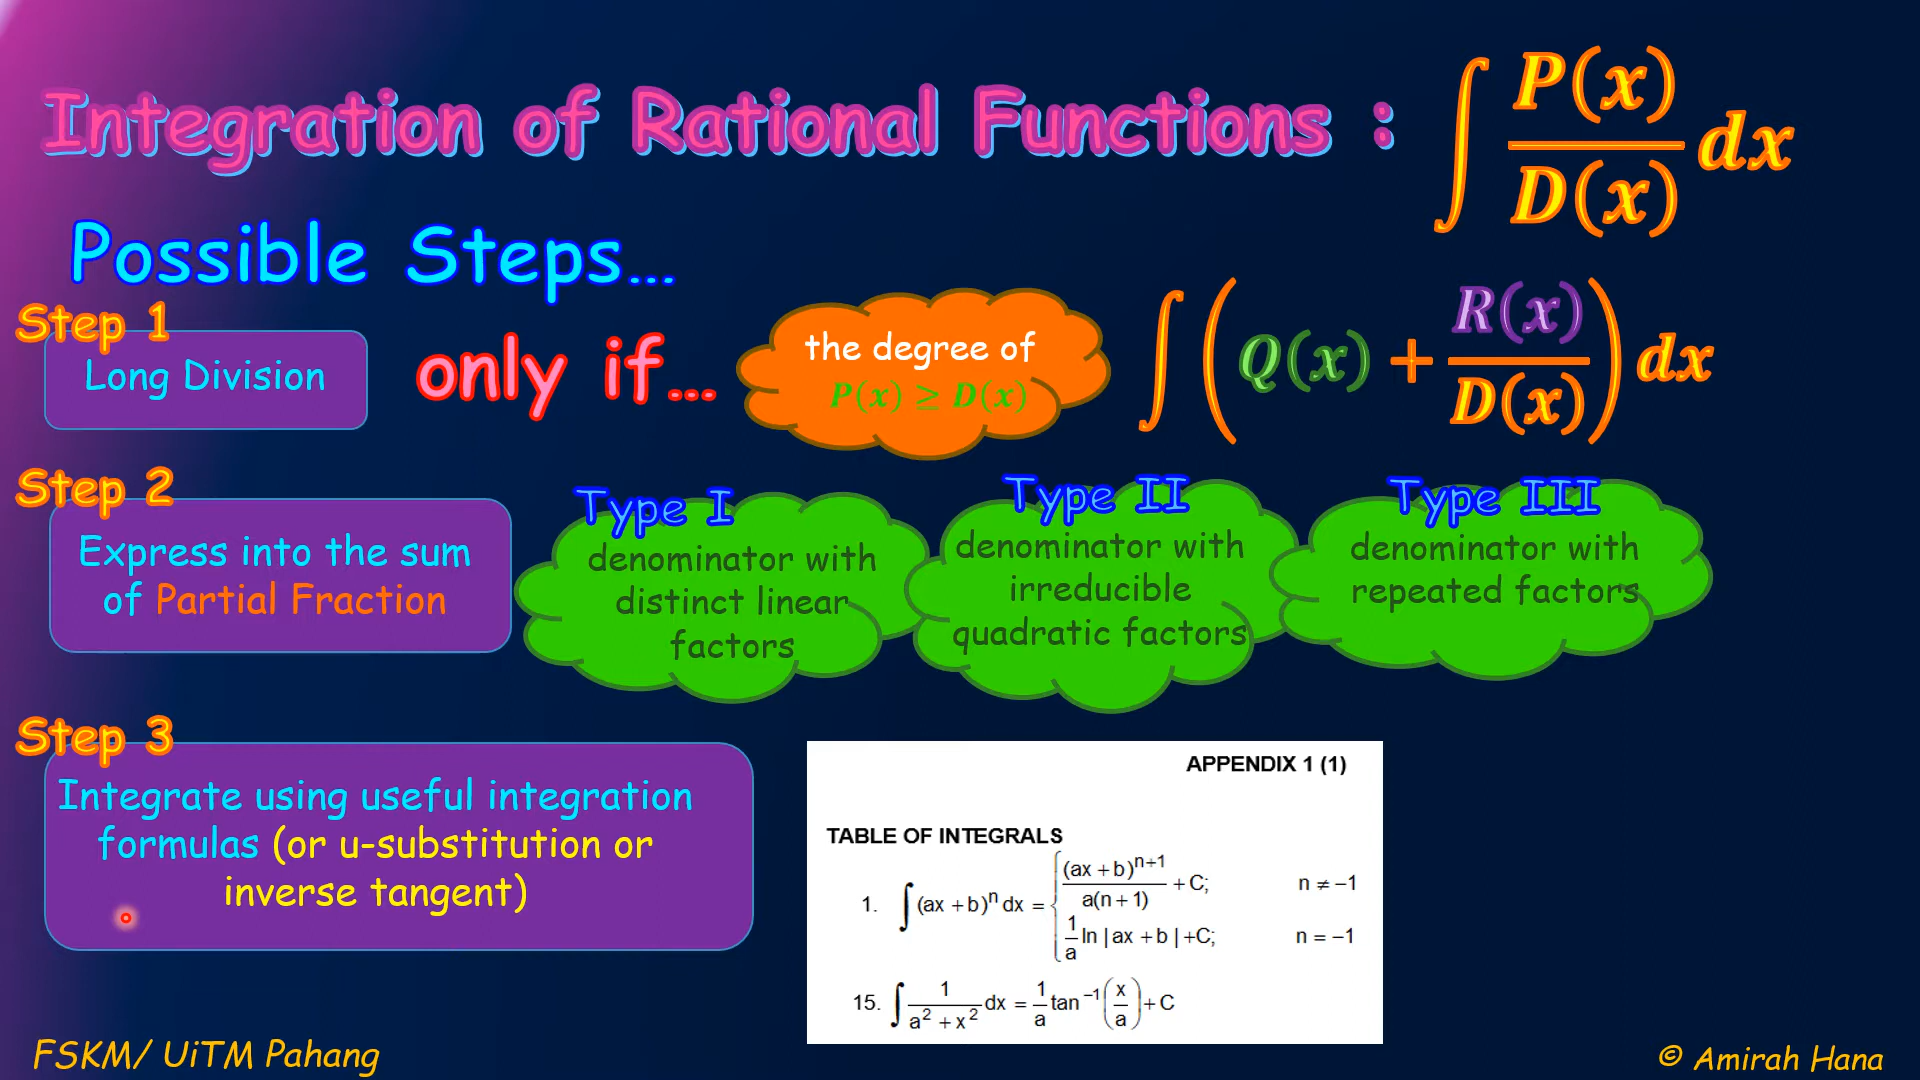 Integration of Rational Functions :
∫ P(x)/D(x) dx
Possible Steps...
Step 1
Long Division
only if...
the degree of
P(x) ≥ D(x)
∫ ( Q(x) + R(x)/D(x) ) dx
Step 2
Express into the sum
of Partial Fraction
Type I
denominator with
distinct linear
factors
Type II
denominator with
irreducible
quadratic factors
Type III
denominator with
repeated factors
Step 3
Integrate using useful integration
formulas (or u-substitution or
inverse tangent)
APPENDIX 1 (1)
TABLE OF INTEGRALS
1. ∫ (ax + b)^n dx = { (ax + b)^(n+1) / a(n + 1) + C; n ≠ −1
1/a ln | ax + b | + C; n = −1
15. ∫ 1/(a² + x²) dx = 1/a tan⁻¹(x/a) + C
FSKM/ UiTM Pahang
© Amirah Hana